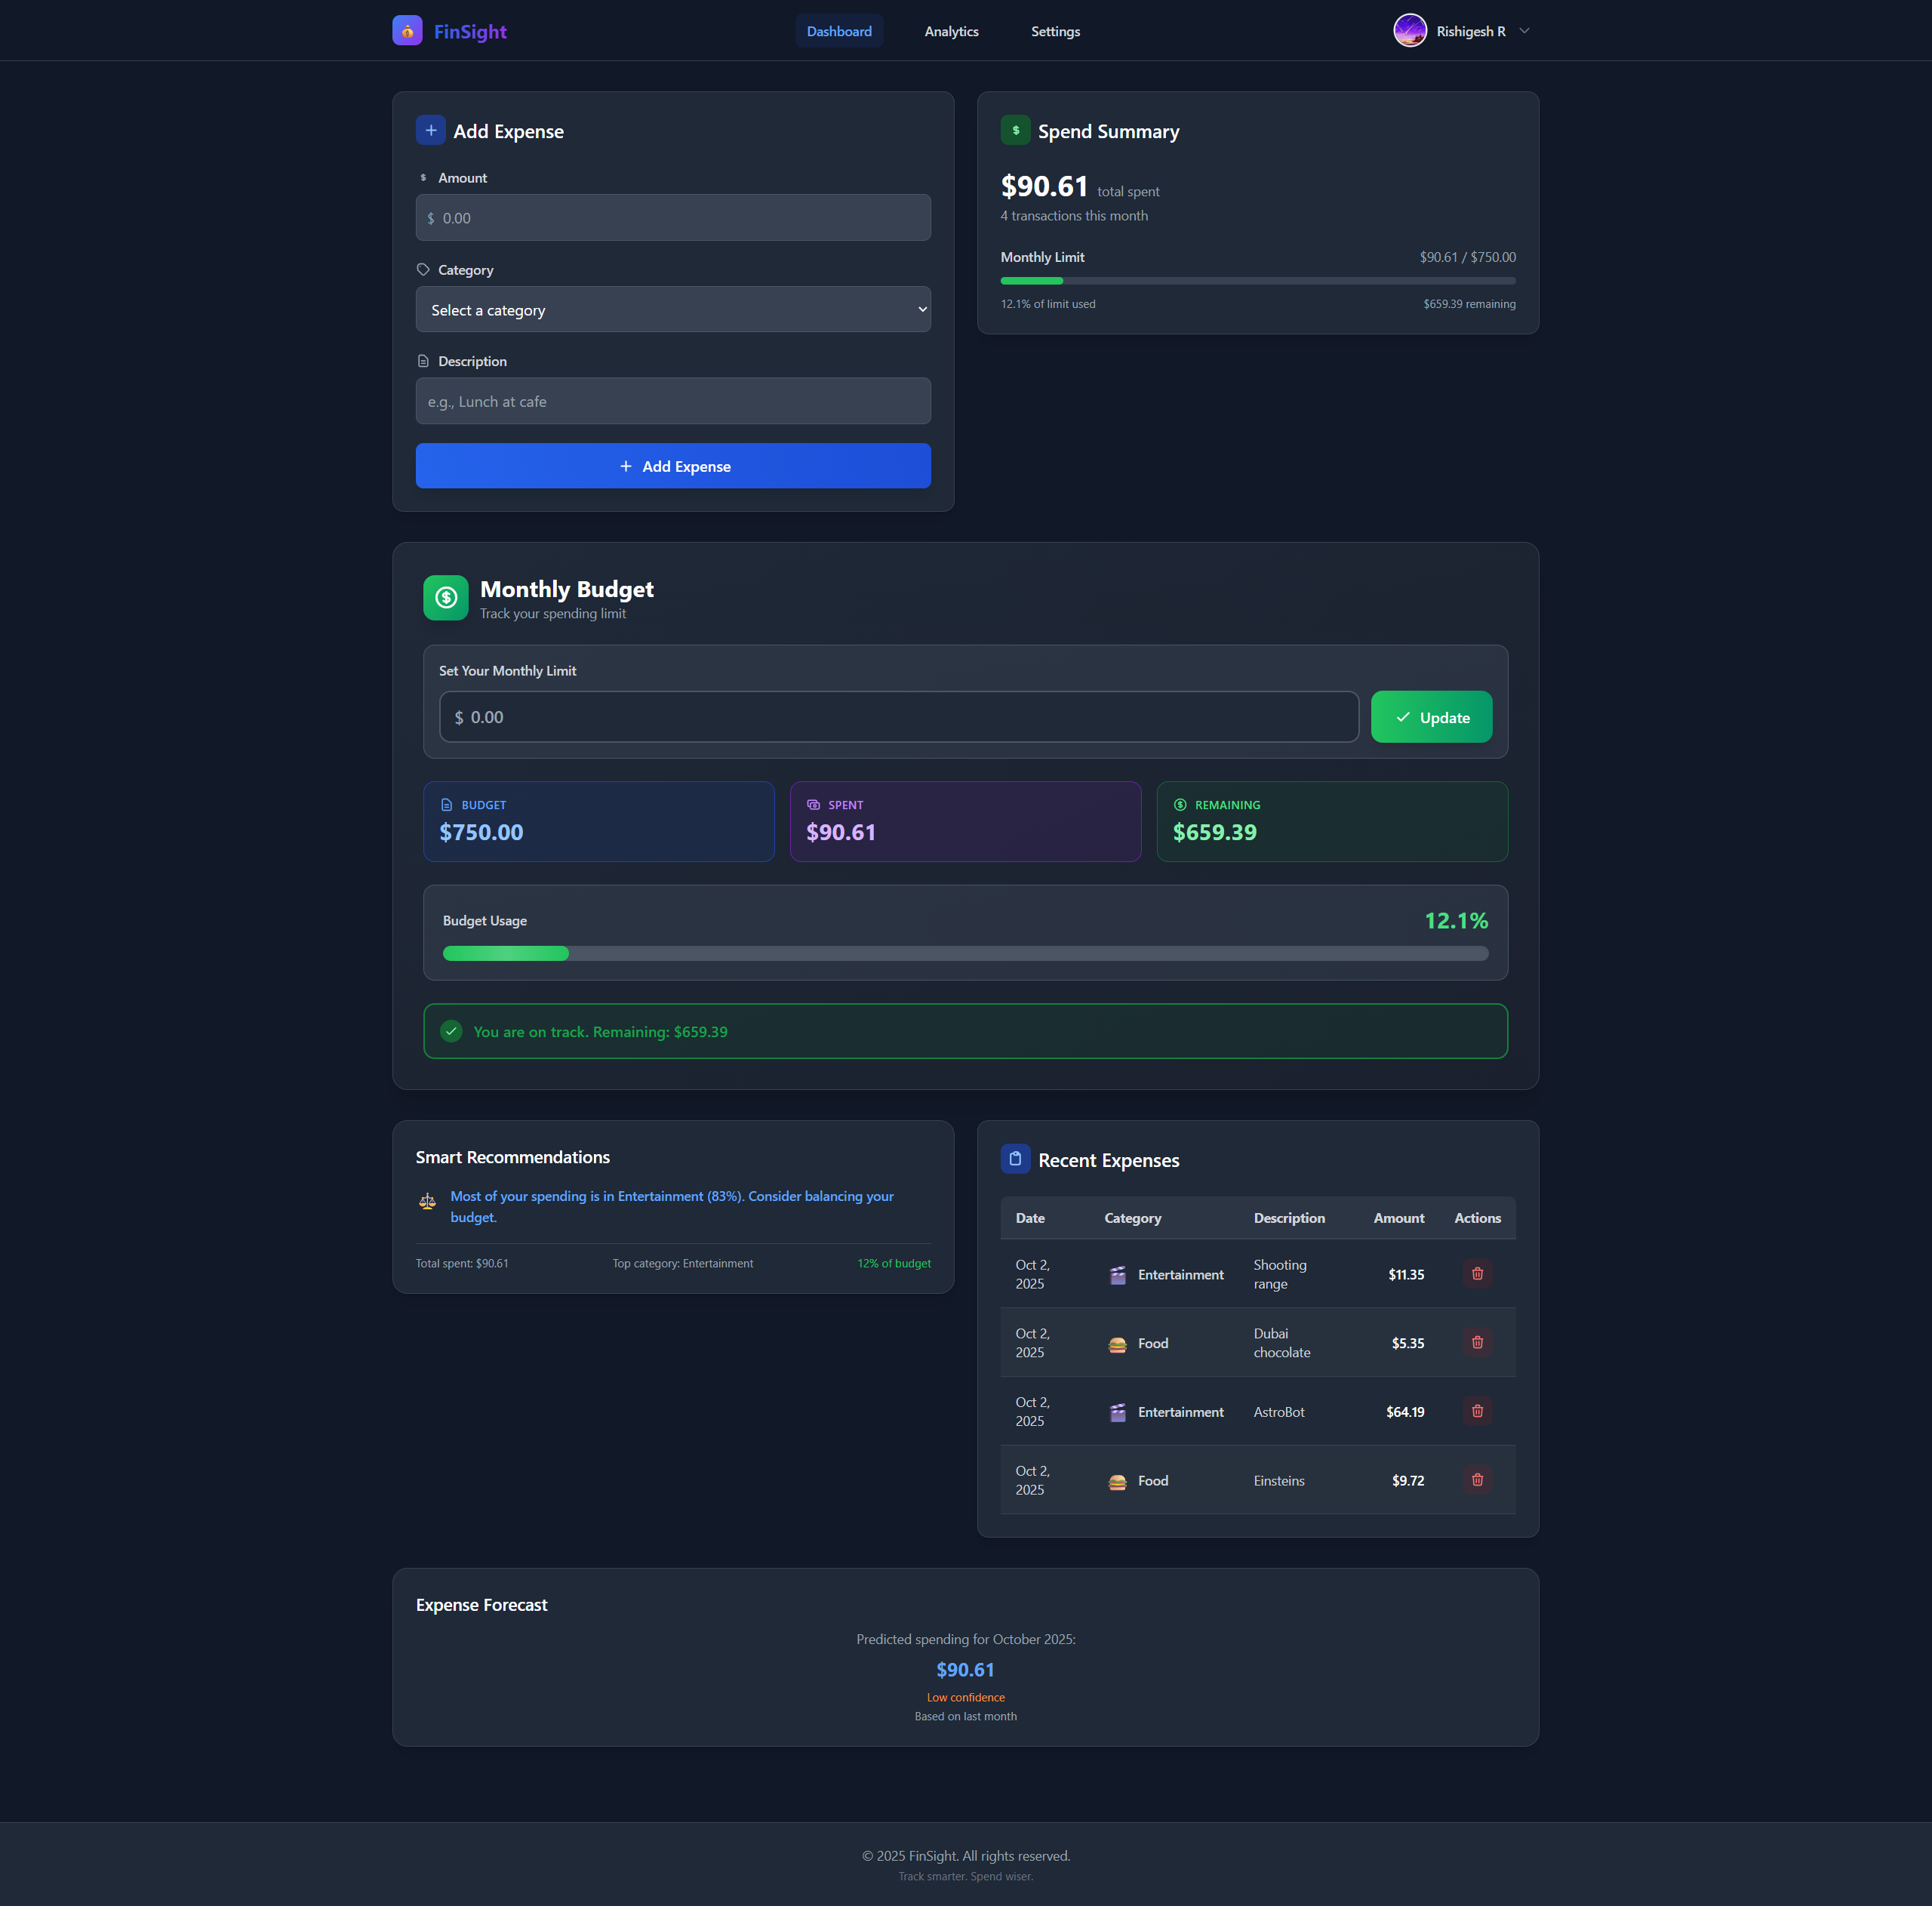 FinSight
Dashboard
Analytics
Settings
Rishigesh R
Add Expense
$ Amount
$ 0.00
Category
Select a category
Description
e.g., Lunch at cafe
Add Expense
$ Spend Summary
$90.61 total spent
4 transactions this month
Monthly Limit
$90.61 / $750.00
12.1% of limit used
$659.39 remaining
Monthly Budget
Track your spending limit
Set Your Monthly Limit
$ 0.00
Update
BUDGET
$750.00
SPENT
$90.61
REMAINING
$659.39
Budget Usage
12.1%
You are on track. Remaining: $659.39
Smart Recommendations
Most of your spending is in Entertainment (83%). Consider balancing your
budget.
Total spent: $90.61
Top category: Entertainment
12% of budget
Recent Expenses
Date Category Description Amount Actions
Oct 2,
2025
Entertainment
Shooting
range
$11.35
Oct 2,
2025
Food
Dubai
chocolate
$5.35
Oct 2,
2025
Entertainment
AstroBot
$64.19
Oct 2,
2025
Food
Einsteins
$9.72
Expense Forecast
Predicted spending for October 2025:
$90.61
Low confidence
Based on last month
© 2025 FinSight. All rights reserved.
Track smarter. Spend wiser.